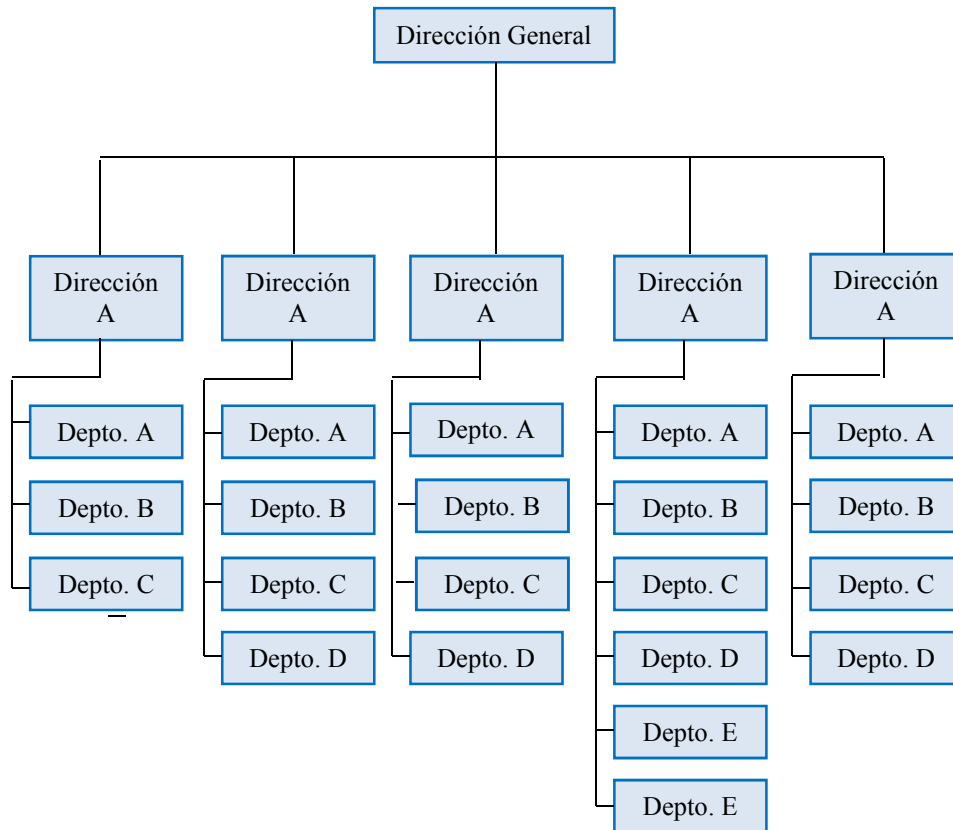 Dirección General
Dirección
A
Dirección
A
Dirección
A
Dirección
A
Dirección
A
Depto. A
Depto. B
Depto. C
Depto. A
Depto. B
Depto. C
Depto. D
Depto. A
Depto. B
Depto. C
Depto. D
Depto. A
Depto. B
Depto. C
Depto. D
Depto. E
Depto. E
Depto. A
Depto. B
Depto. C
Depto. D